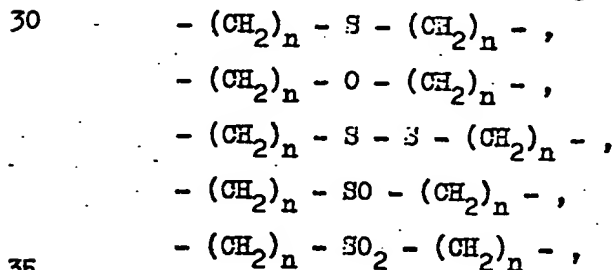 30 - (CH2)n - S - (CH2)n - ,
- (CH2)n - O - (CH2)n - ,
- (CH2)n - S - S - (CH2)n - ,
- (CH2)n - SO - (CH2)n - ,
- (CH2)n - SO2 - (CH2)n - ,
35